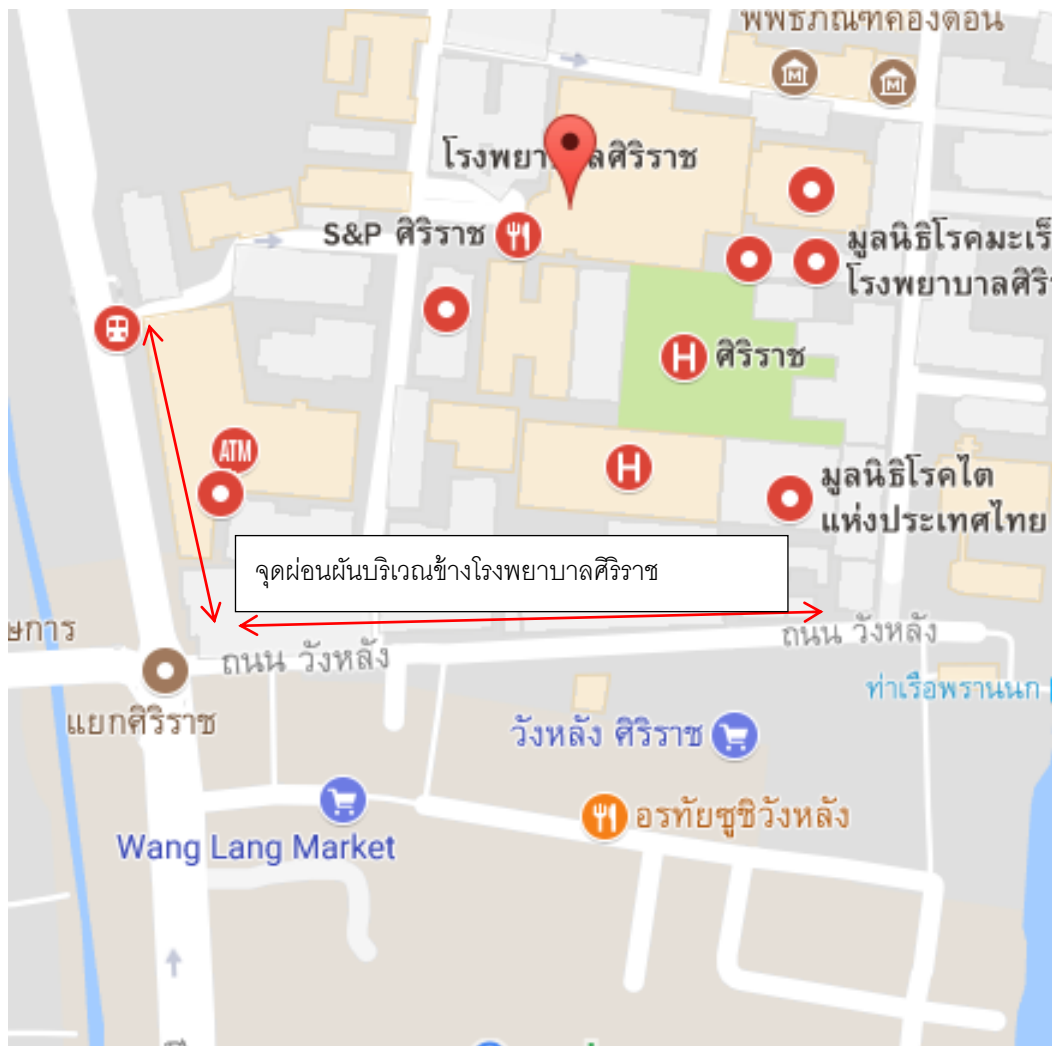 พิพิธภัณฑ์คองดอน
โรงพยาบาลศิริราช
S&P ศิริราช
มูลนิธิโรคมะเร็
โรงพยาบาลศิริ
H ศิริราช
ATM
H
มูลนิธิโรคไต
แห่งประเทศไทย
จุดผ่อนผันบริเวณข้างโรงพยาบาลศิริราช
ษการ
ถนน วังหลัง
ถนน วังหลัง
ท่าเรือพรานนก
แยกศิริราช
วังหลัง ศิริราช
Wang Lang Market
อรทัยซูชิวังหลัง